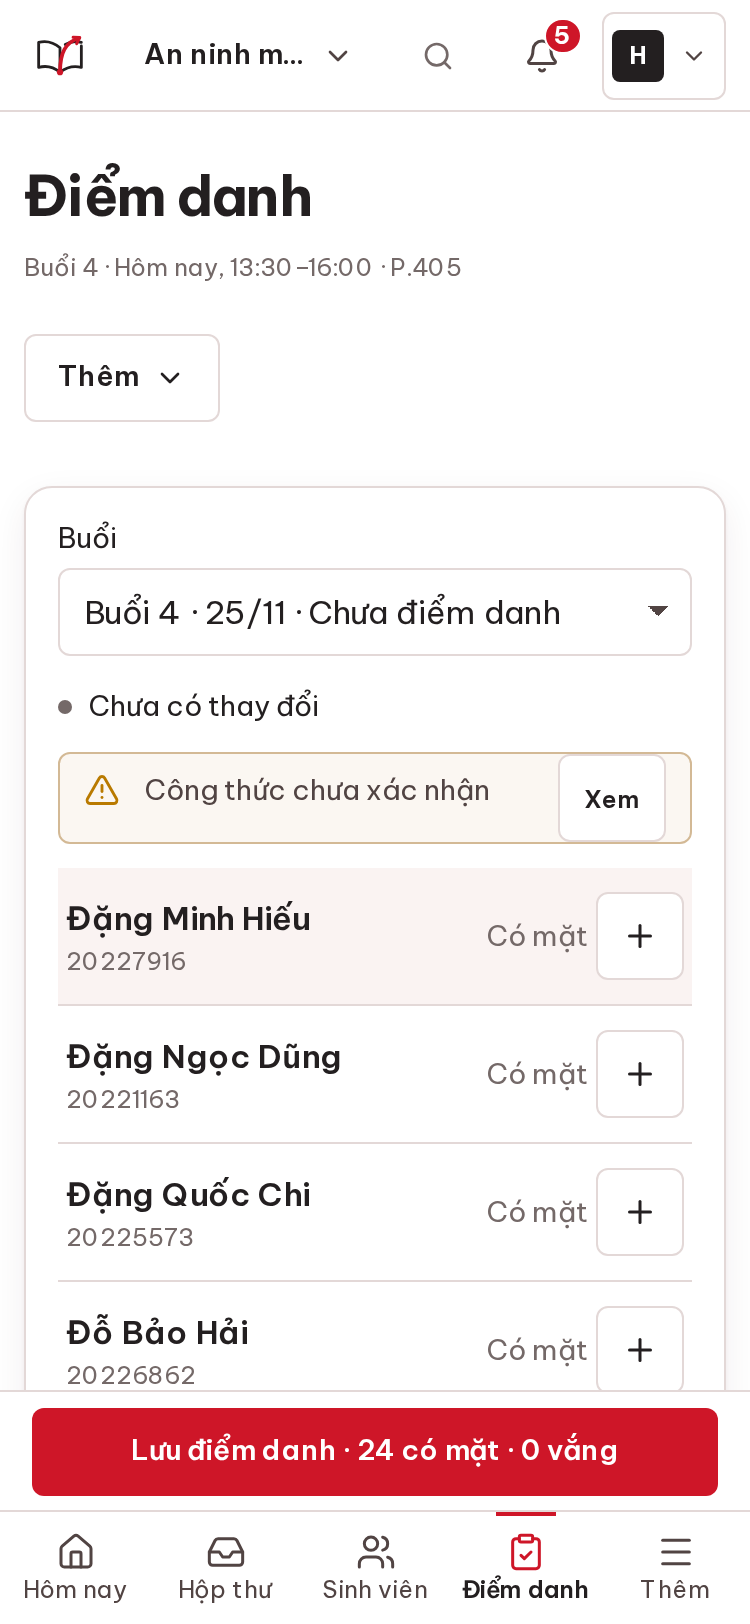 An ninh m...
5
H
Điểm danh
Buổi 4 · Hôm nay, 13:30–16:00 · P.405
Thêm
Buổi
Buổi 4 · 25/11 · Chưa điểm danh
Chưa có thay đổi
Công thức chưa xác nhận
Xem
Đặng Minh Hiếu
Có mặt
20227916
Đặng Ngọc Dũng
Có mặt
20221163
Đặng Quốc Chi
Có mặt
20225573
Đỗ Bảo Hải
Có mặt
20226862
Lưu điểm danh · 24 có mặt · 0 vắng
Hôm nay
Hộp thư
Sinh viên
Điểm danh
Thêm